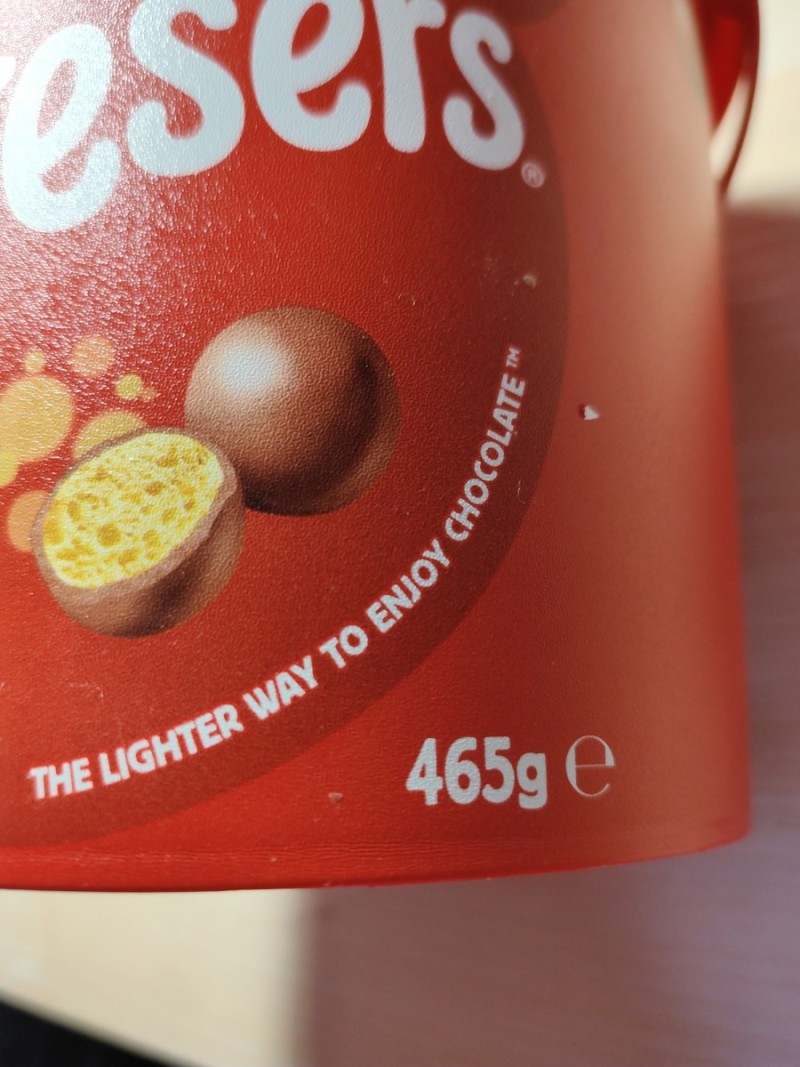 esers®
THE LIGHTER WAY TO ENJOY CHOCOLATE™
465g ℮